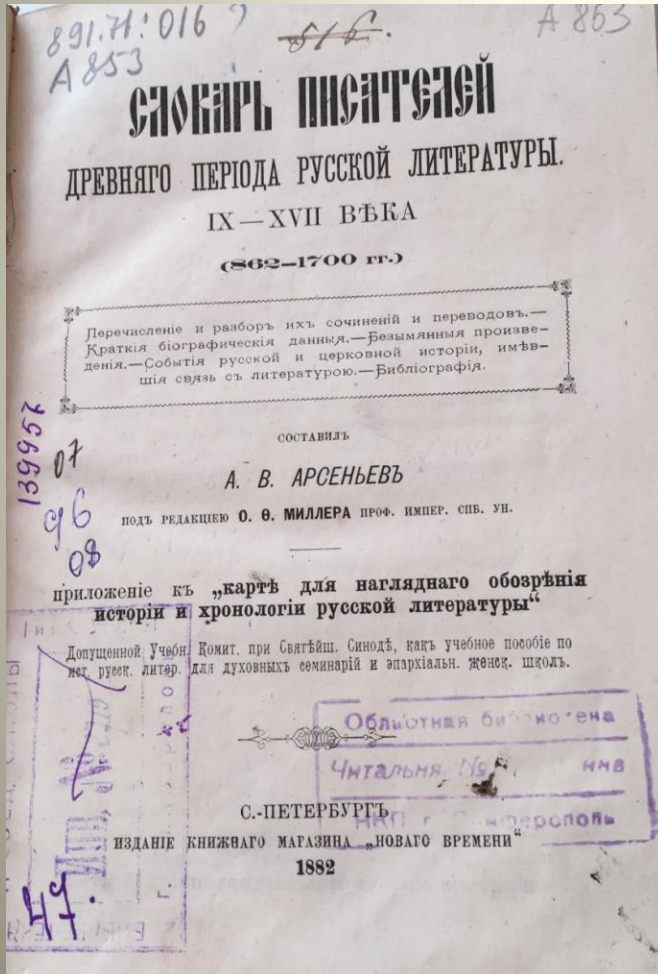 891.71:016
516.
А 853
А 853
СЛОВАРЬ ПИСАТЕЛЕЙ
ДРЕВНЯГО ПЕРІОДА РУССКОЙ ЛИТЕРАТУРЫ.
IX—XVII ВѢКА
(862—1700 гг.)
Перечисленіе и разборъ ихъ сочиненій и переводовъ.—
Краткія біографическія данныя.—Безымянныя произве-
денія.—Событія русской и церковной исторіи, имѣв-
шія связь съ литературою.—Библіографія.
СОСТАВИЛЪ
А. В. АРСЕНЬЕВЪ
ПОДЪ РЕДАКЦІЕЮ О. Ѳ. МИЛЛЕРА ПРОФ. ИМПЕР. СПБ. УН.
139957
07
96
08
приложеніе къ „картѣ для нагляднаго обозрѣнія
исторіи и хронологіи русской литературы“
Допущенной Учебн. Комит. при Святѣйш. Синодѣ, какъ учебное пособіе по
ист. русск. литер. для духовныхъ семинарій и эпархіальн. женск. школъ.
Областная библиотека
Читальня №
НКП г. Симферополь
С.-ПЕТЕРБУРГЪ
ИЗДАНІЕ КНИЖНАГО МАГАЗИНА „НОВАГО ВРЕМЕНИ“
1882
47.